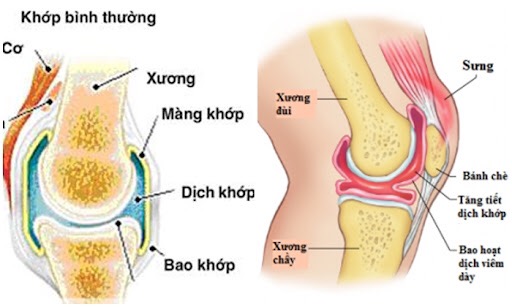 Khớp bình thường
Cơ
Xương
Màng khớp
Dịch khớp
Bao khớp
Sưng
Xương
đùi
Bánh chè
Tăng tiết
dịch khớp
Bao hoạt
dịch viêm
dày
Xương
chầy